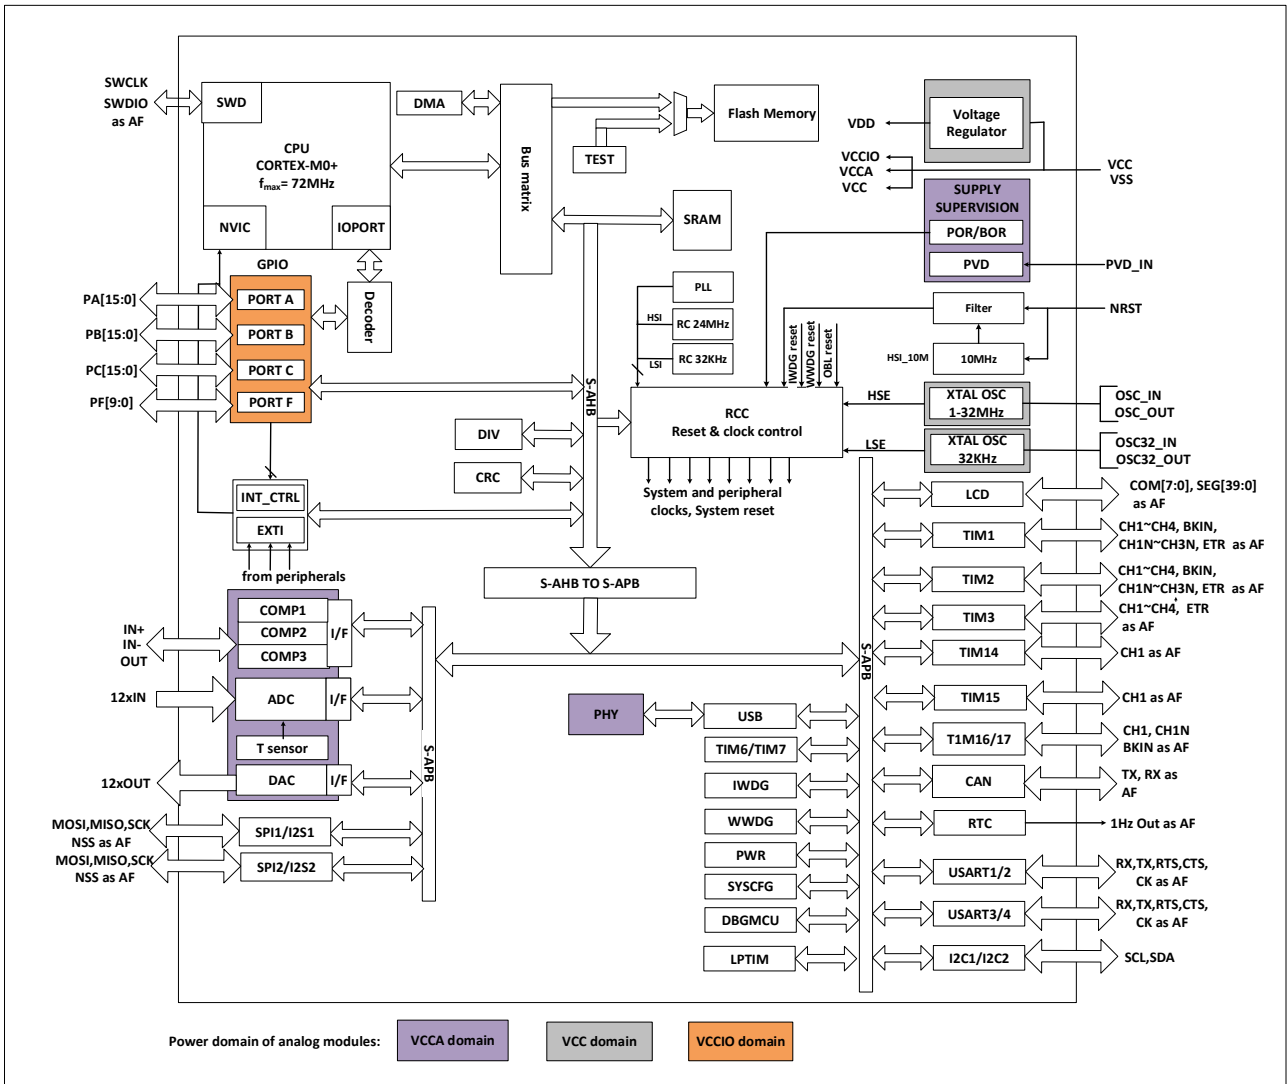 SWCLK
SWDIO
as AF
SWD
CPU
CORTEX-M0+
fmax= 72MHz
NVIC
IOPORT
DMA
Bus matrix
TEST
Flash Memory
SRAM
VDD
Voltage
Regulator
VCCIO
VCCA
VCC
VCC
VSS
SUPPLY
SUPERVISION
POR/BOR
PVD
PVD_IN
GPIO
PORT A
PORT B
PORT C
PORT F
PA[15:0]
PB[15:0]
PC[15:0]
PF[9:0]
Decoder
PLL
HSI
RC 24MHz
LSI
RC 32KHz
Filter
NRST
HSI_10M
10MHz
IWDG reset
WWDG reset
OBL reset
S-AHB
RCC
Reset & clock control
HSE
XTAL OSC
1-32MHz
OSC_IN
OSC_OUT
LSE
XTAL OSC
32KHz
OSC32_IN
OSC32_OUT
DIV
CRC
System and peripheral
clocks, System reset
INT_CTRL
EXTI
from peripherals
S-AHB TO S-APB
LCD
COM[7:0], SEG[39:0]
as AF
TIM1
CH1~CH4, BKIN,
CH1N~CH3N, ETR as AF
TIM2
CH1~CH4, BKIN,
CH1N~CH3N, ETR as AF
TIM3
CH1~CH4, ETR
as AF
TIM14
CH1 as AF
TIM15
CH1 as AF
T1M16/17
CH1, CH1N
BKIN as AF
CAN
TX, RX as
AF
RTC
1Hz Out as AF
USART1/2
RX,TX,RTS,CTS,
CK as AF
USART3/4
RX,TX,RTS,CTS,
CK as AF
I2C1/I2C2
SCL,SDA
S-APB
IN+
IN-
OUT
COMP1
COMP2
COMP3
I/F
12xIN
ADC
I/F
T sensor
12xOUT
DAC
I/F
S-APB
MOSI,MISO,SCK
NSS as AF
SPI1/I2S1
MOSI,MISO,SCK
NSS as AF
SPI2/I2S2
PHY
USB
TIM6/TIM7
IWDG
WWDG
PWR
SYSCFG
DBGMCU
LPTIM
Power domain of analog modules:
VCCA domain
VCC domain
VCCIO domain